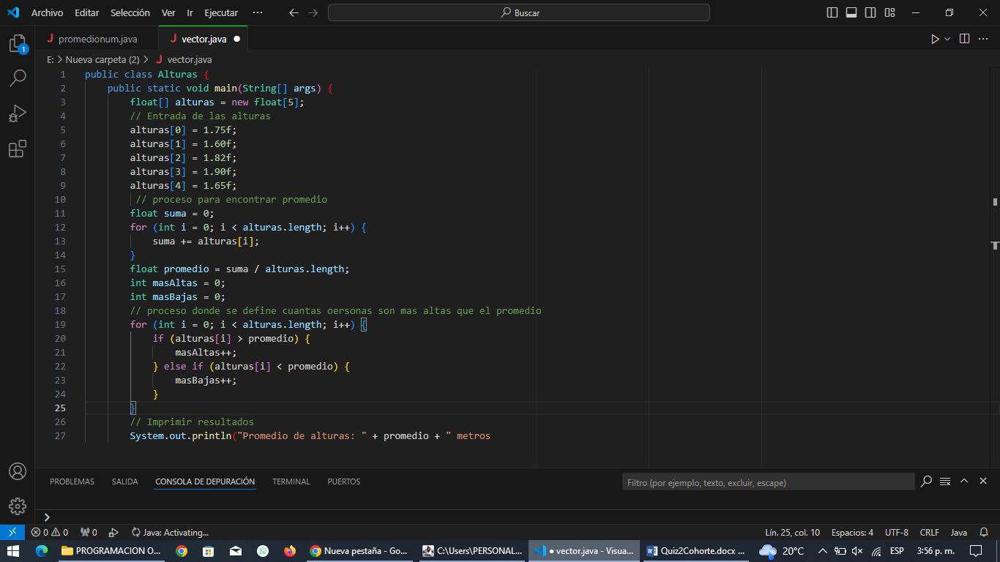 Archivo Editar Selección Ver Ir Ejecutar ··· Buscar
promedionum.java vector.java
E: > Nueva carpeta (2) > vector.java
1 public class Alturas {
2 public static void main(String[] args) {
3 float[] alturas = new float[5];
4 // Entrada de las alturas
5 alturas[0] = 1.75f;
6 alturas[1] = 1.60f;
7 alturas[2] = 1.82f;
8 alturas[3] = 1.90f;
9 alturas[4] = 1.65f;
10 // proceso para encontrar promedio
11 float suma = 0;
12 for (int i = 0; i < alturas.length; i++) {
13 suma += alturas[i];
14 }
15 float promedio = suma / alturas.length;
16 int masAltas = 0;
17 int masBajas = 0;
18 // proceso donde se define cuantas oersonas son mas altas que el promedio
19 for (int i = 0; i < alturas.length; i++) {
20 if (alturas[i] > promedio) {
21 masAltas++;
22 } else if (alturas[i] < promedio) {
23 masBajas++;
24 }
25 }
26 // Imprimir resultados
27 System.out.println("Promedio de alturas: " + promedio + " metros
PROBLEMAS SALIDA CONSOLA DE DEPURACIÓN TERMINAL PUERTOS Filtro (por ejemplo, texto, excluir, escape)
0 0 0 Java: Activating... Lín. 25, col. 10 Espacios: 4 UTF-8 CRLF Java
PROGRAMACION O... Nueva pestaña - Go... C:\Users\PERSONAL... ● vector.java - Visua... Quiz2Cohorte.docx ... 20°C ESP 3:56 p. m.